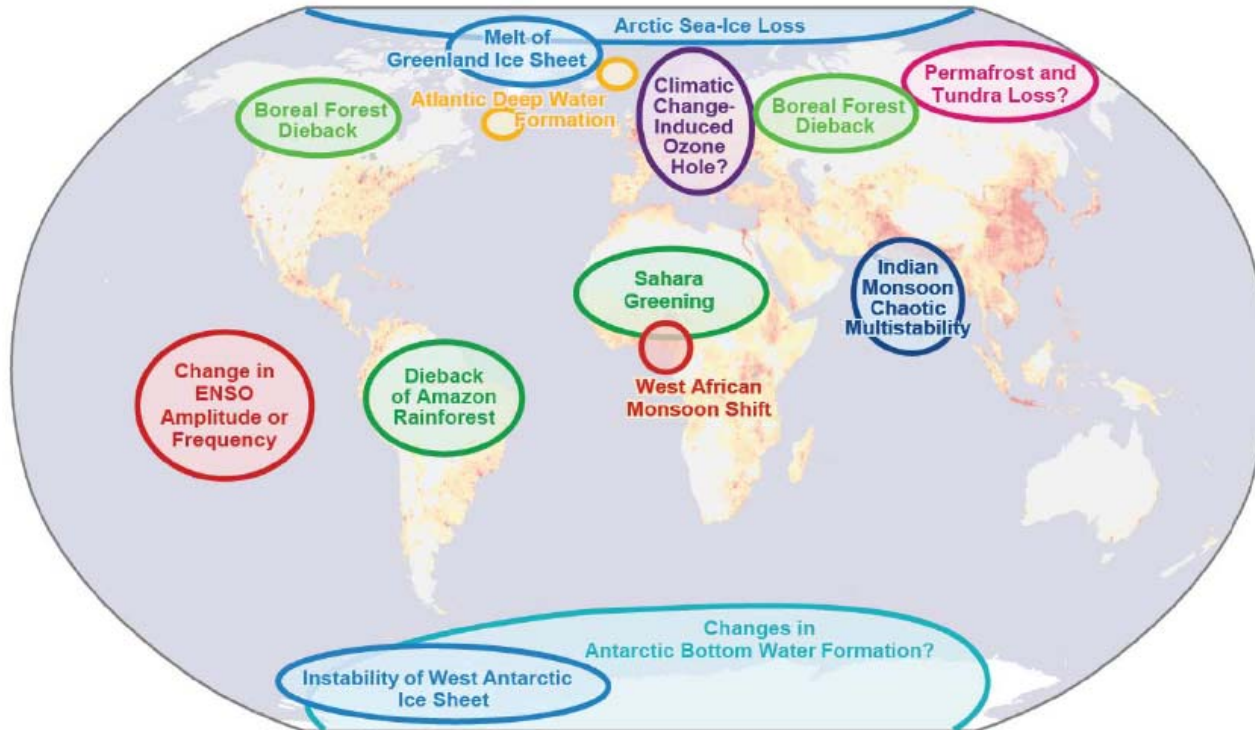 Arctic Sea-Ice Loss
Melt of
Greenland Ice Sheet
Atlantic Deep Water
Formation
Boreal Forest
Dieback
Climatic
Change-
Induced
Ozone
Hole?
Boreal Forest
Dieback
Permafrost and
Tundra Loss?
Sahara
Greening
Indian
Monsoon
Chaotic
Multistability
West African
Monsoon Shift
Change in
ENSO
Amplitude or
Frequency
Dieback
of Amazon
Rainforest
Changes in
Antarctic Bottom Water Formation?
Instability of West Antarctic
Ice Sheet